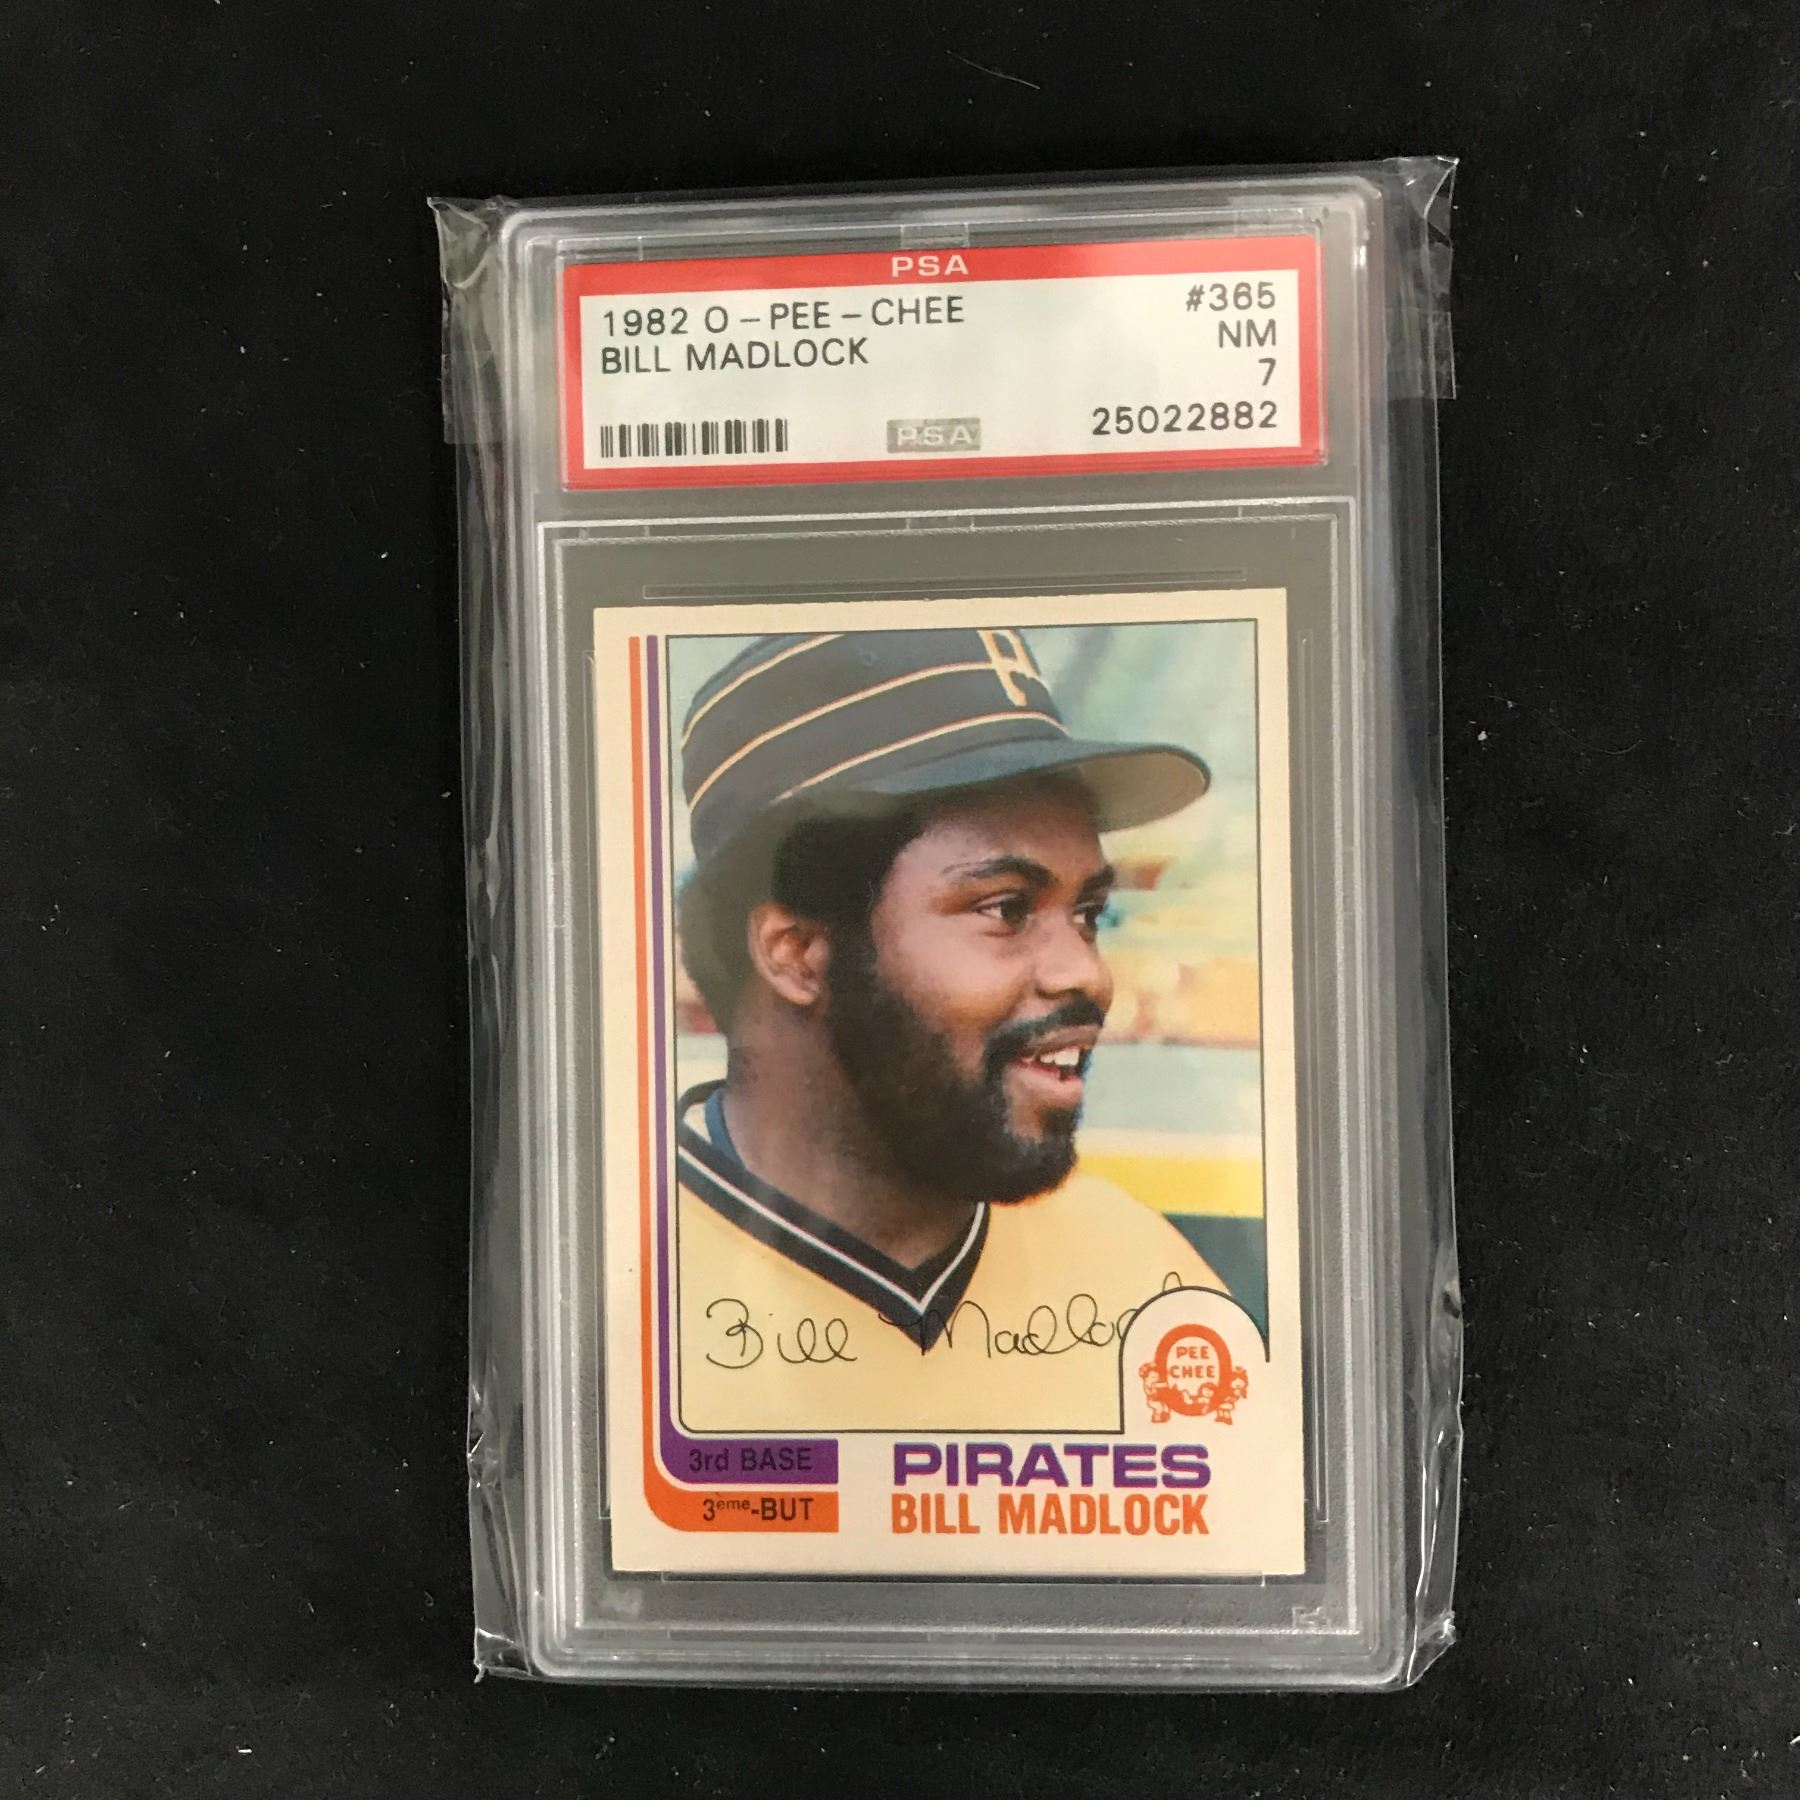 PSA
1982 O-PEE-CHEE #365
BILL MADLOCK NM
7
PSA 25022882
P
Bill Madloc
PEE
CHEE
3rd BASE PIRATES
3ème-BUT BILL MADLOCK